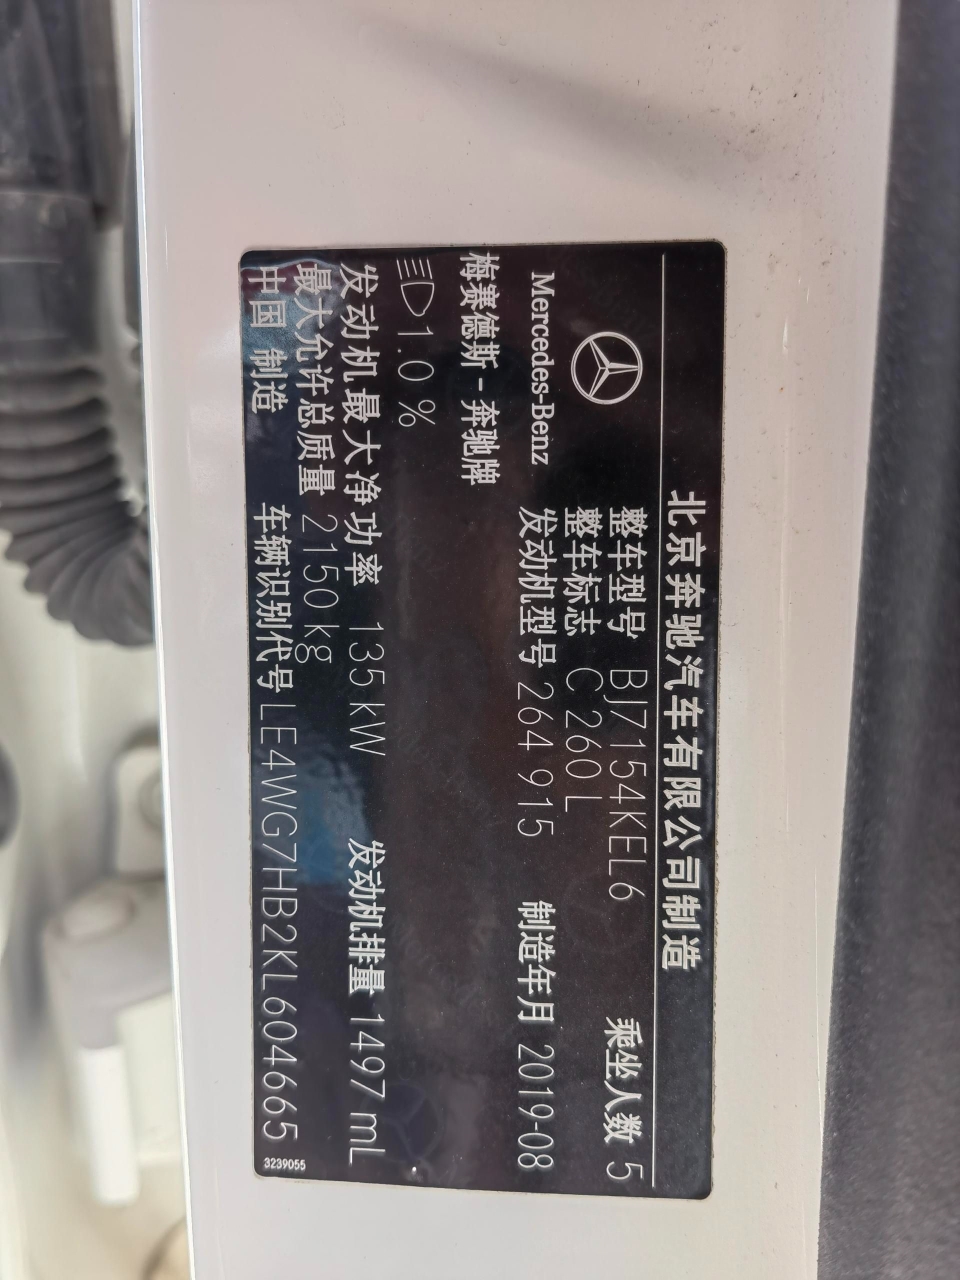 北京奔驰汽车有限公司制造
整车型号 BJ7154KEL6 乘坐人数 5
整车标志 C 260 L
Mercedes-Benz 发动机型号 264 915 制造年月 2019-08
梅赛德斯 - 奔驰牌
1.0 %
发动机最大净功率 135 kW 发动机排量 1497 mL
最大允许总质量 2150 kg
中国 制造 车辆识别代号 LE4WG7HB2KL604665
3239055